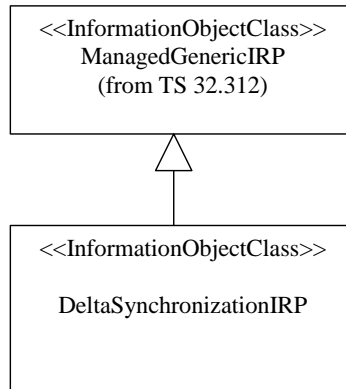 <<InformationObjectClass>>
ManagedGenericIRP
(from TS 32.312)
<<InformationObjectClass>>
DeltaSynchronizationIRP